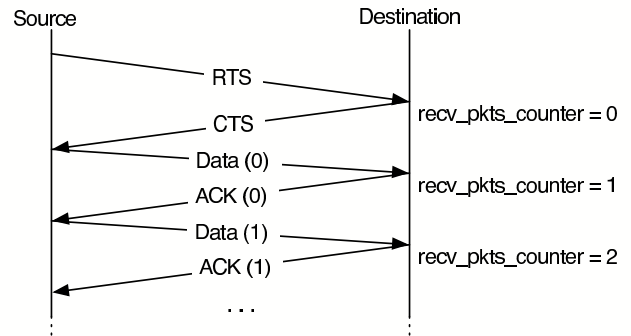 Source
Destination
RTS
recv_pkts_counter = 0
CTS
Data (0)
recv_pkts_counter = 1
ACK (0)
Data (1)
recv_pkts_counter = 2
ACK (1)
...